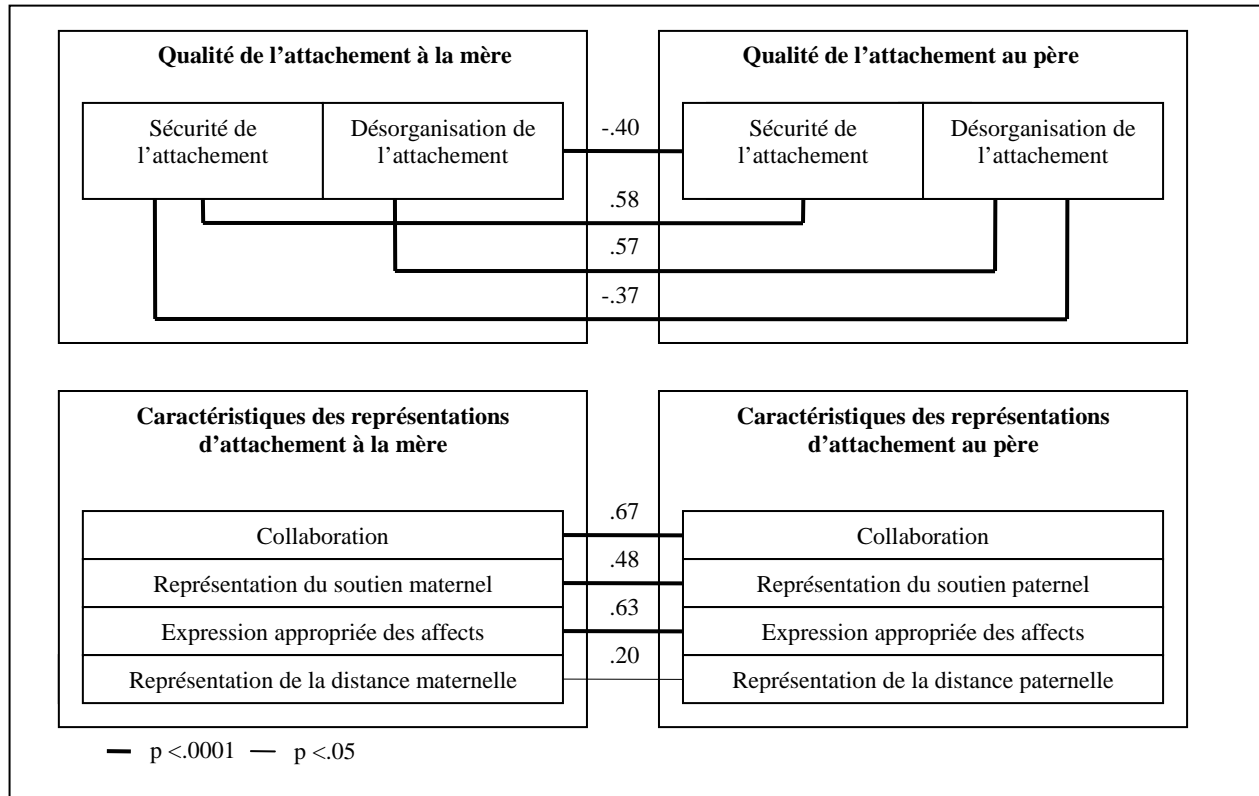 Qualité de l’attachement à la mère
Qualité de l’attachement au père
Sécurité de
l’attachement
Désorganisation de
l’attachement
-.40
Sécurité de
l’attachement
Désorganisation de
l’attachement
.58
.57
-.37
Caractéristiques des représentations
d’attachement à la mère
Caractéristiques des représentations
d’attachement au père
.67
Collaboration
Collaboration
.48
Représentation du soutien maternel
Représentation du soutien paternel
.63
Expression appropriée des affects
Expression appropriée des affects
.20
Représentation de la distance maternelle
Représentation de la distance paternelle
p <.0001
p <.05